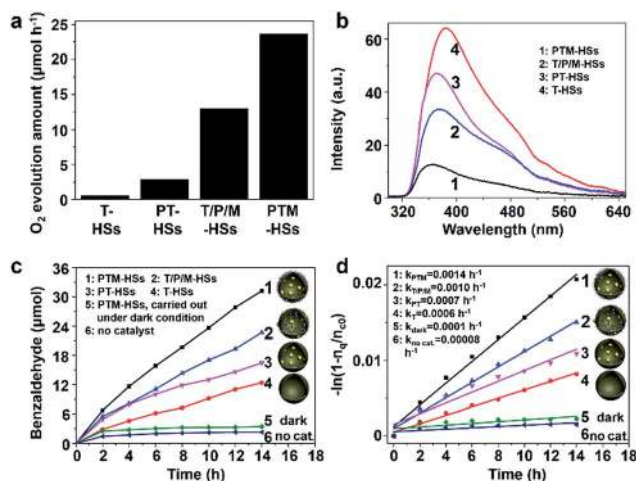 a
O₂ evolution amount (μmol h⁻¹)
25
20
15
10
5
0
T-
HSs
PT-
HSs
T/P/M
-HSs
PTM
-HSs
b
Intensity (a.u.)
60
40
20
0
1: PTM-HSs
2: T/P/M-HSs
3: PT-HSs
4: T-HSs
4
3
2
1
320 400 480 560 640
Wavelength (nm)
c
Benzaldehyde (μmol)
36
27
18
9
0
1: PTM-HSs 2: T/P/M-HSs
3: PT-HSs 4: T-HSs
5: PTM-HSs, carried out
under dark condition
6: no catalyst
1
2
3
4
5 dark
6 no cat.
0 2 4 6 8 10 12 14 16 18
Time (h)
d
-ln(1-nq/nc0)
0.02
0.01
0.00
1: kPTM=0.0014 h⁻¹
2: kT/P/M=0.0010 h⁻¹
3: kPT=0.0007 h⁻¹
4: kT=0.0006 h⁻¹
5: kdark=0.0001 h⁻¹
6: kno cat.=0.00008
h⁻¹
1
2
3
4
5 dark
6 no cat.
0 2 4 6 8 10 12 14 16 18
Time (h)